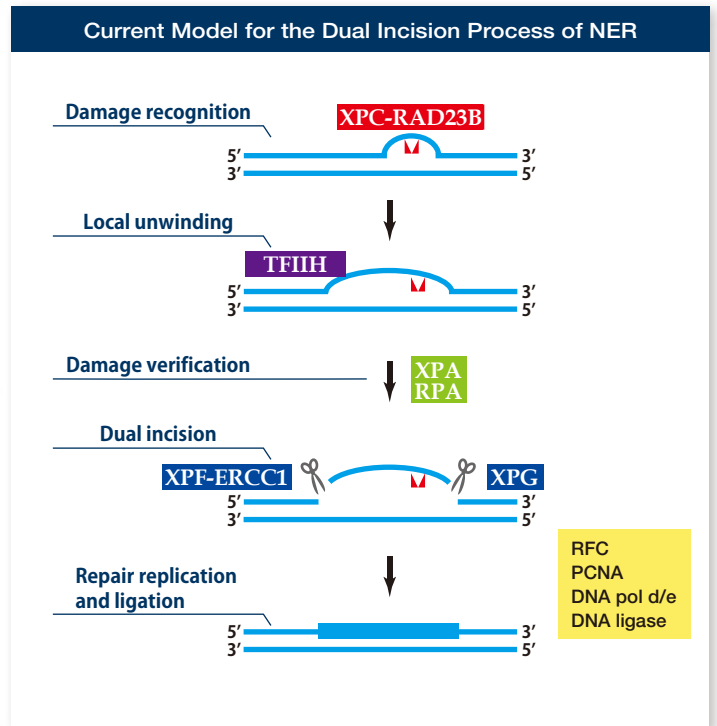 Current Model for the Dual Incision Process of NER
Damage recognition
XPC-RAD23B
5′ 3′
3′ 5′
Local unwinding
TFIIH
5′ 3′
3′ 5′
Damage verification
XPA
RPA
Dual incision
XPF-ERCC1 XPG
5′ 3′
3′ 5′
RFC
PCNA
DNA pol d/e
DNA ligase
Repair replication
and ligation
5′ 3′
3′ 5′